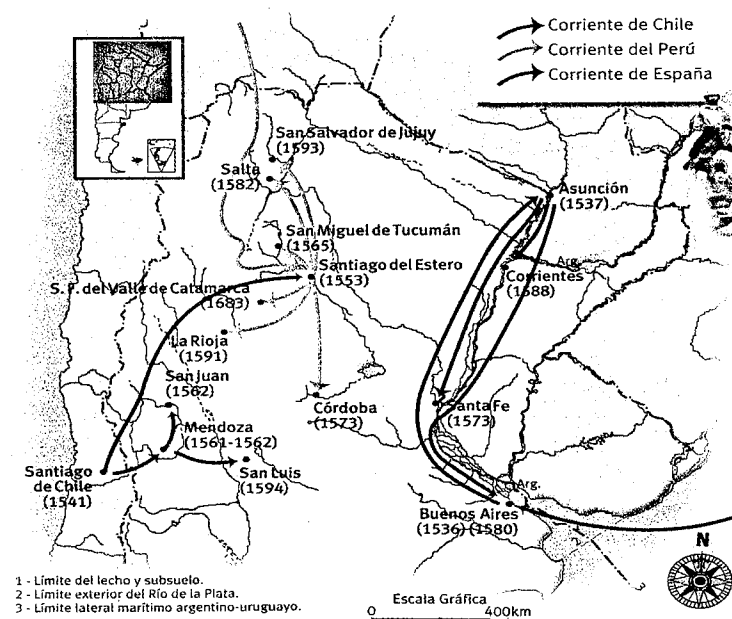 Corriente de Chile
Corriente del Perú
Corriente de España
San Salvador de Jujuy
(1593)
Salta
(1582)
Asunción
(1537)
San Miguel de Tucumán
(1565)
Arg.
Santiago del Estero
(1553)
Corrientes
(1588)
S. F. del Valle de Catamarca
(1683)
La Rioja
(1591)
San Juan
(1562)
Córdoba
(1573)
Santa Fe
(1573)
Mendoza
(1561-1562)
Santiago
de Chile
(1541)
San Luis
(1594)
Arg.
Buenos Aires
(1536) (1580)
N
1 - Límite del lecho y subsuelo.
2 - Límite exterior del Río de la Plata.
3 - Límite lateral marítimo argentino-uruguayo.
Escala Gráfica
0 400km